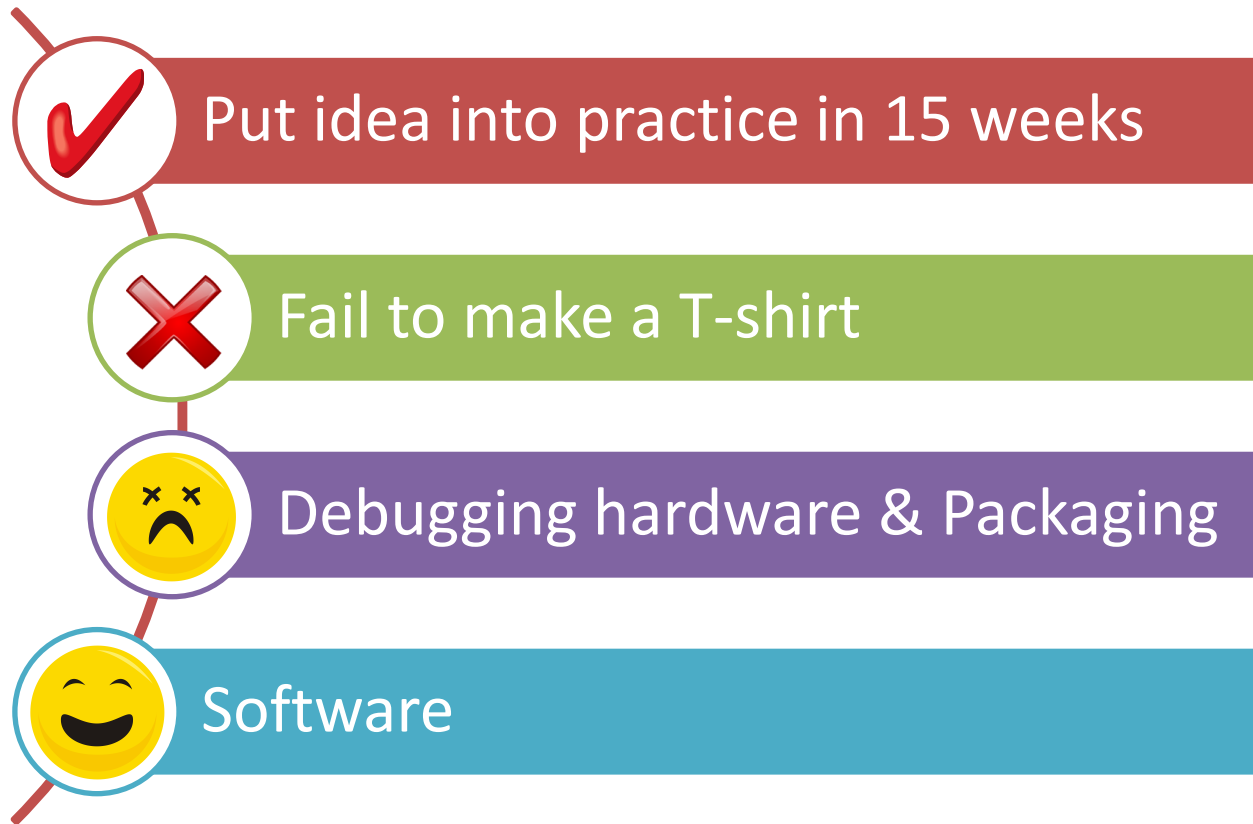 Put idea into practice in 15 weeks
Fail to make a T-shirt
Debugging hardware & Packaging
Software